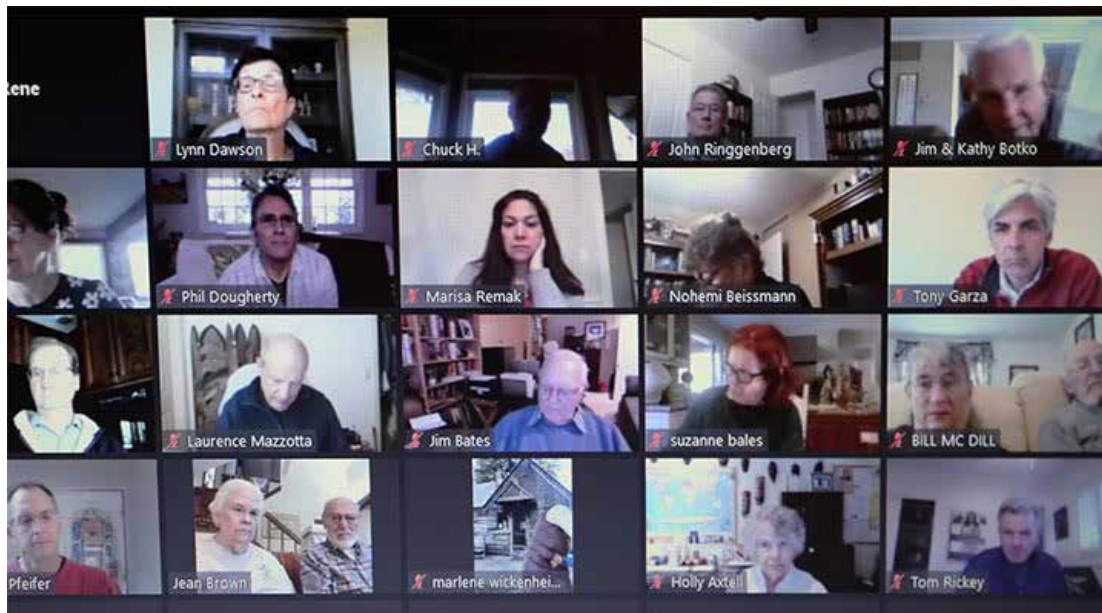 Lynn Dawson
Chuck H.
John Ringgenberg
Jim & Kathy Botko
Phil Dougherty
Marisa Remak
Nohemi Beissmann
Tony Garza
Laurence Mazzotta
Jim Bates
suzanne bales
BILL MC DILL
Pfeifer
Jean Brown
marlene wickenhei...
Holly Axtell
Tom Rickey